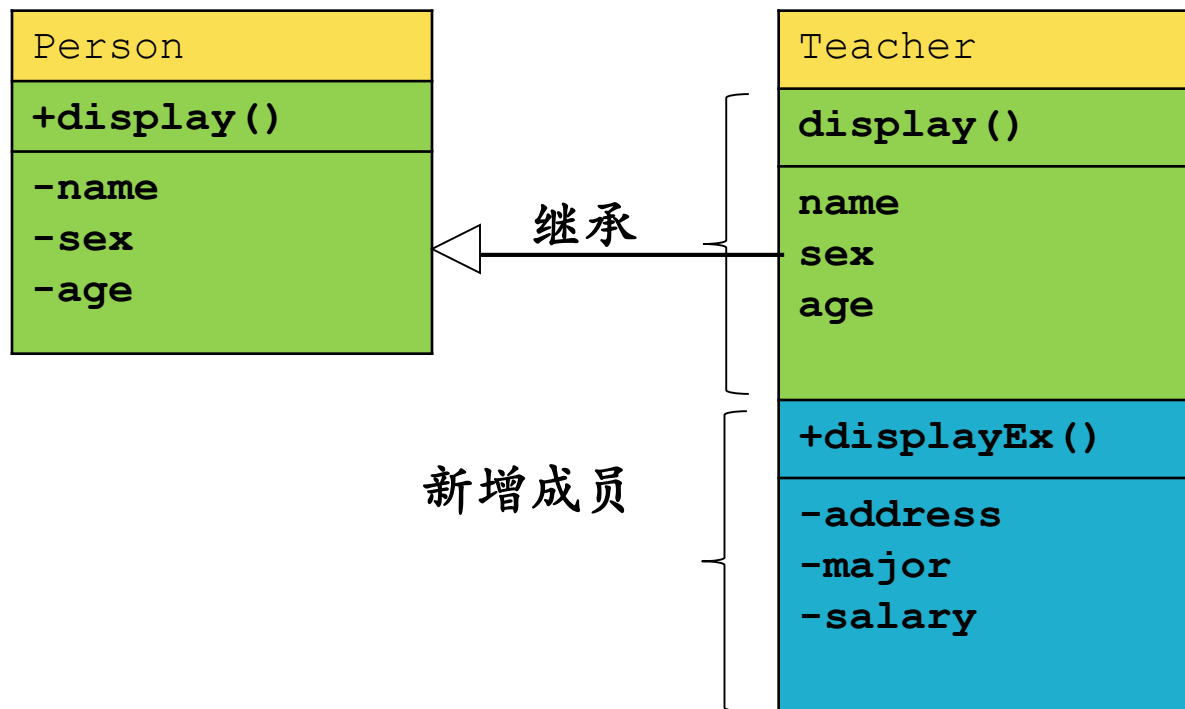 Person
+display()
-name
-sex
-age
继承
新增成员
Teacher
display()
name
sex
age
+displayEx()
-address
-major
-salary